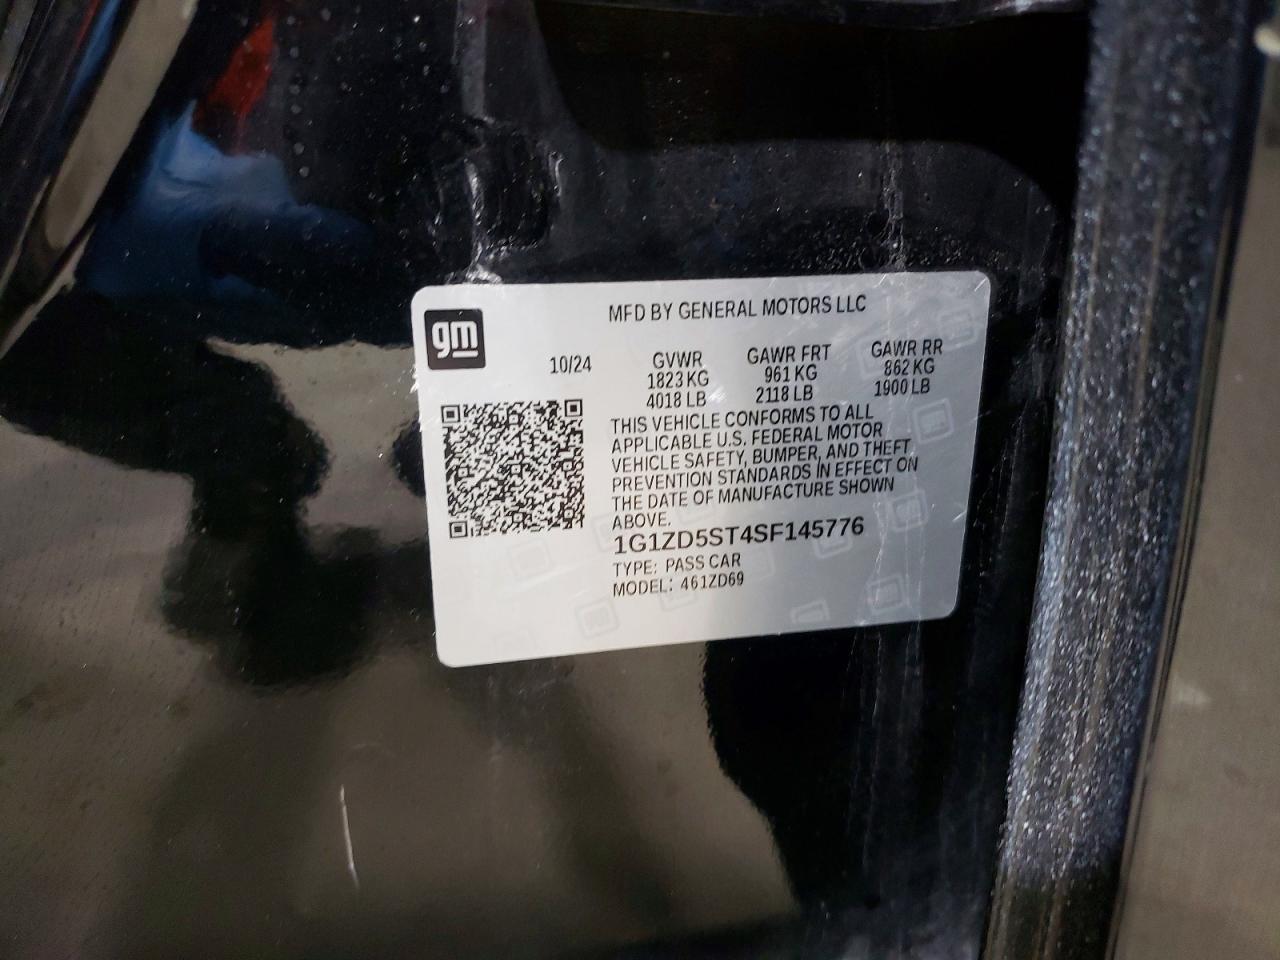 MFD BY GENERAL MOTORS LLC
gm
10/24 GVWR GAWR FRT GAWR RR
1823 KG 961 KG 862 KG
4018 LB 2118 LB 1900 LB
THIS VEHICLE CONFORMS TO ALL
APPLICABLE U.S. FEDERAL MOTOR
VEHICLE SAFETY, BUMPER, AND THEFT
PREVENTION STANDARDS IN EFFECT ON
THE DATE OF MANUFACTURE SHOWN
ABOVE.
1G1ZD5ST4SF145776
TYPE: PASS CAR
MODEL: 461ZD69